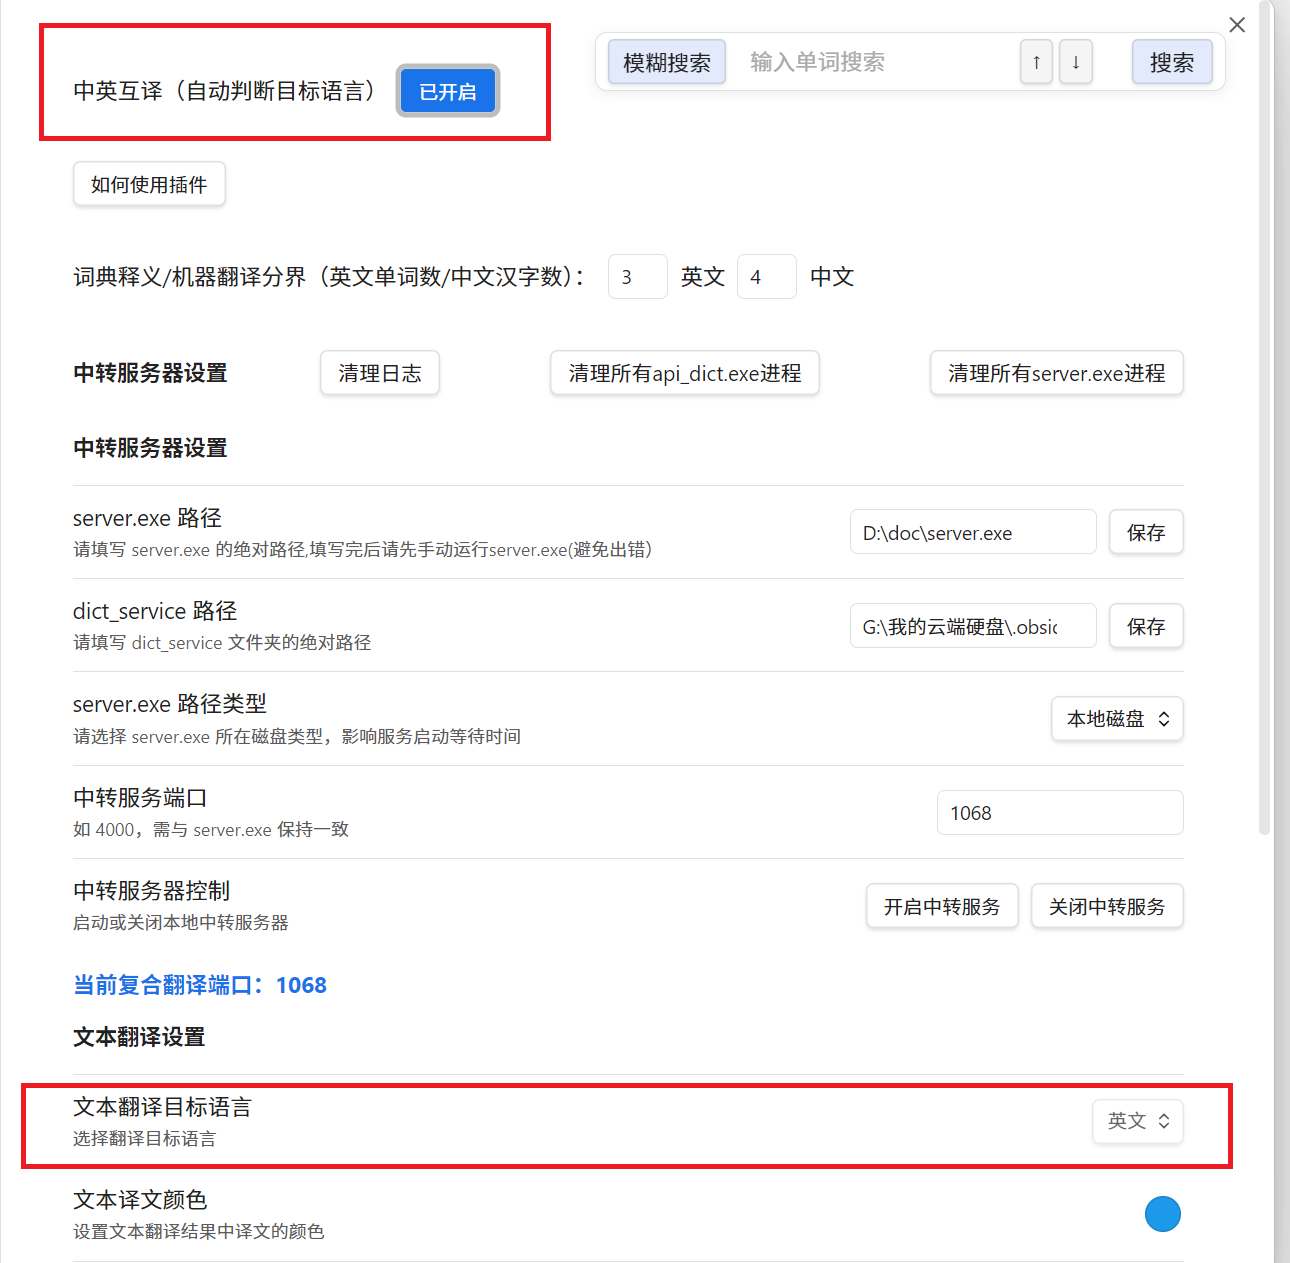 中英互译（自动判断目标语言） 已开启
模糊搜索 输入单词搜索 ↑ ↓ 搜索
如何使用插件
词典释义/机器翻译分界（英文单词数/中文汉字数）： 3 英文 4 中文
中转服务器设置 清理日志 清理所有api_dict.exe进程 清理所有server.exe进程
中转服务器设置
server.exe 路径
请填写 server.exe 的绝对路径,填写完后请先手动运行server.exe(避免出错）
D:\doc\server.exe 保存
dict_service 路径
请填写 dict_service 文件夹的绝对路径
G:\我的云端硬盘\.obsic 保存
server.exe 路径类型
请选择 server.exe 所在磁盘类型，影响服务启动等待时间
本地磁盘
中转服务端口
如 4000，需与 server.exe 保持一致
1068
中转服务器控制
启动或关闭本地中转服务器
开启中转服务 关闭中转服务
当前复合翻译端口：1068
文本翻译设置
文本翻译目标语言
选择翻译目标语言
英文
文本译文颜色
设置文本翻译结果中译文的颜色